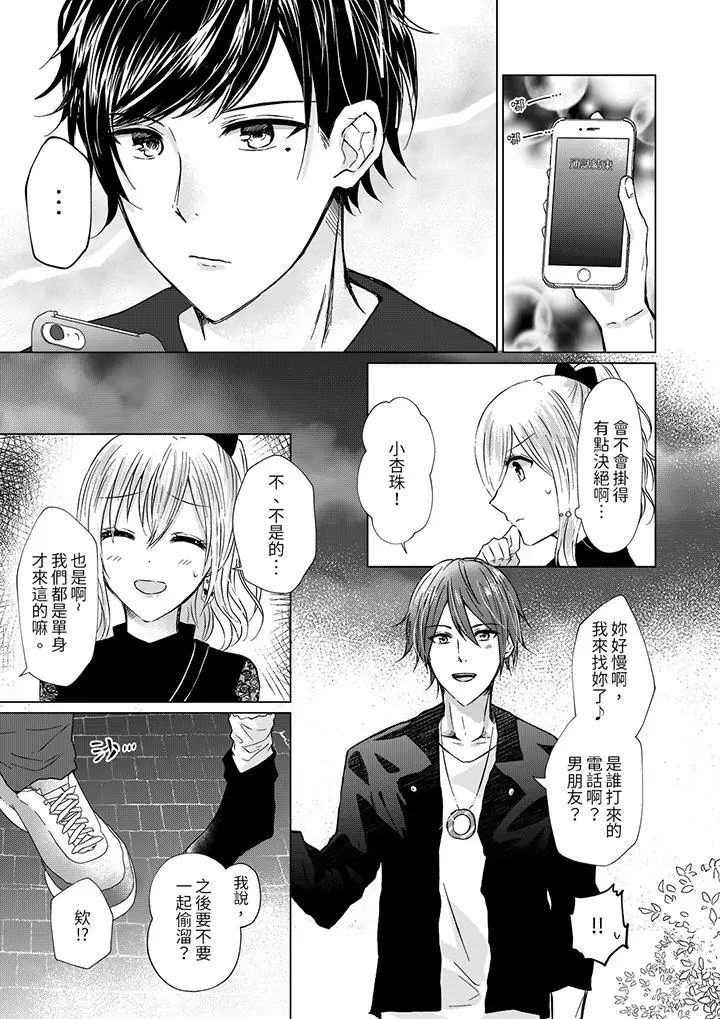 嘟…
嘟…
通話結束
…
會不會掛得
有點決絕啊…
小杏珠！
妳好慢啊，
我來找妳了♪
是誰打來的
電話啊？
男朋友？
!!
不、不是的…
也是啊~
我們都是單身
才來這的嘛。
沙…
我說，
之後要不要
一起偷溜？
欸!?